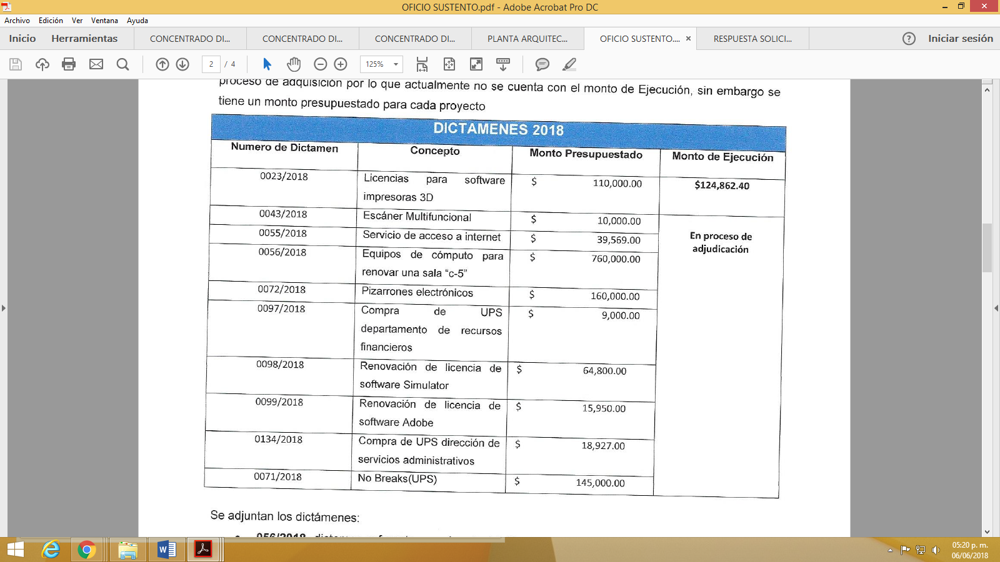 OFICIO SUSTENTO.pdf - Adobe Acrobat Pro DC
Archivo Edición Ver Ventana Ayuda
Inicio Herramientas CONCENTRADO DI... CONCENTRADO DI... CONCENTRADO DI... PLANTA ARQUITEC... OFICIO SUSTENTO.... × RESPUESTA SOLICI... Iniciar sesión
2 / 4 125%
proceso de adquisición por lo que actualmente no se cuenta con el monto de Ejecución, sin embargo se
tiene un monto presupuestado para cada proyecto
DICTAMENES 2018
Numero de Dictamen Concepto Monto Presupuestado Monto de Ejecución
0023/2018 Licencias para software $ 110,000.00 $124,862.40
impresoras 3D
0043/2018 Escáner Multifuncional $ 10,000.00
0055/2018 Servicio de acceso a internet $ 39,569.00 En proceso de
adjudicación
0056/2018 Equipos de cómputo para $ 760,000.00
renovar una sala “c-5”
0072/2018 Pizarrones electrónicos $ 160,000.00
0097/2018 Compra de UPS $ 9,000.00
departamento de recursos
financieros
0098/2018 Renovación de licencia de $ 64,800.00
software Simulator
0099/2018 Renovación de licencia de $ 15,950.00
software Adobe
0134/2018 Compra de UPS dirección de $ 18,927.00
servicios administrativos
0071/2018 No Breaks(UPS) $ 145,000.00
Se adjuntan los dictámenes:
056/2018
05:20 p. m.
06/06/2018